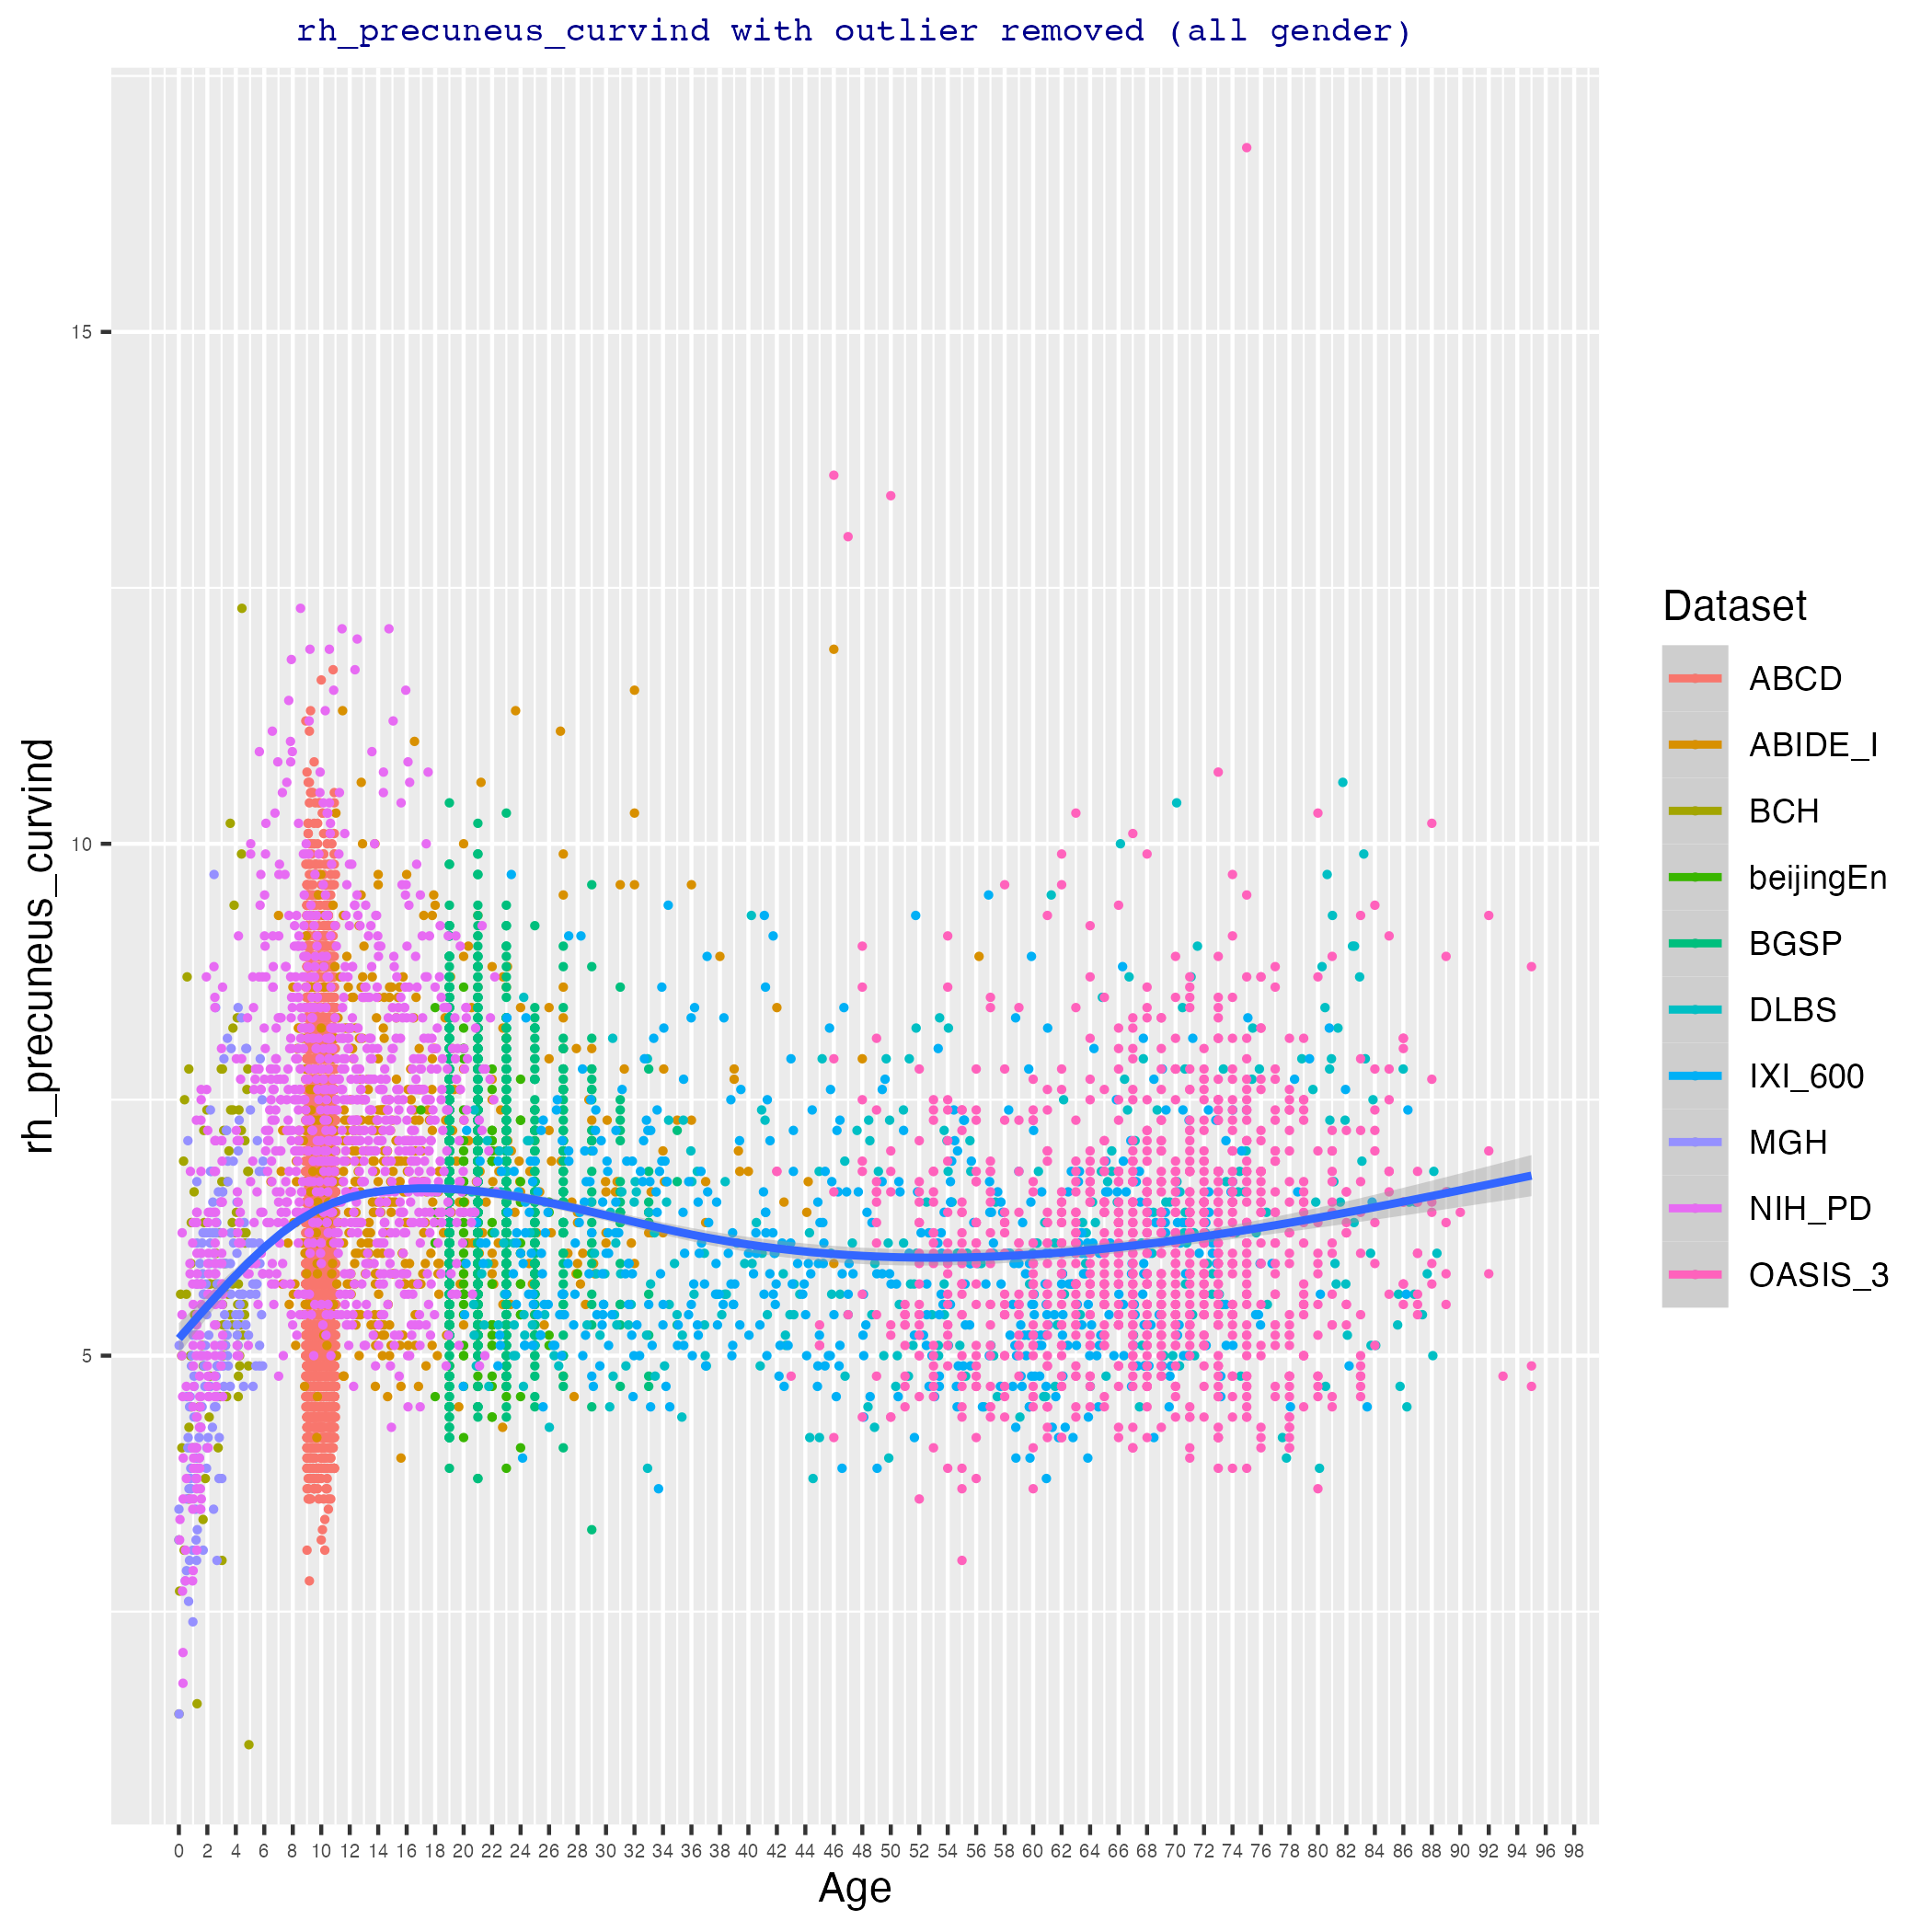 rh_precuneus_curvind with outlier removed (all gender)
rh_precuneus_curvind
15
10
5
0 2 4 6 8 10 12 14 16 18 20 22 24 26 28 30 32 34 36 38 40 42 44 46 48 50 52 54 56 58 60 62 64 66 68 70 72 74 76 78 80 82 84 86 88 90 92 94 96 98
Age
Dataset
ABCD
ABIDE_I
BCH
beijingEn
BGSP
DLBS
IXI_600
MGH
NIH_PD
OASIS_3